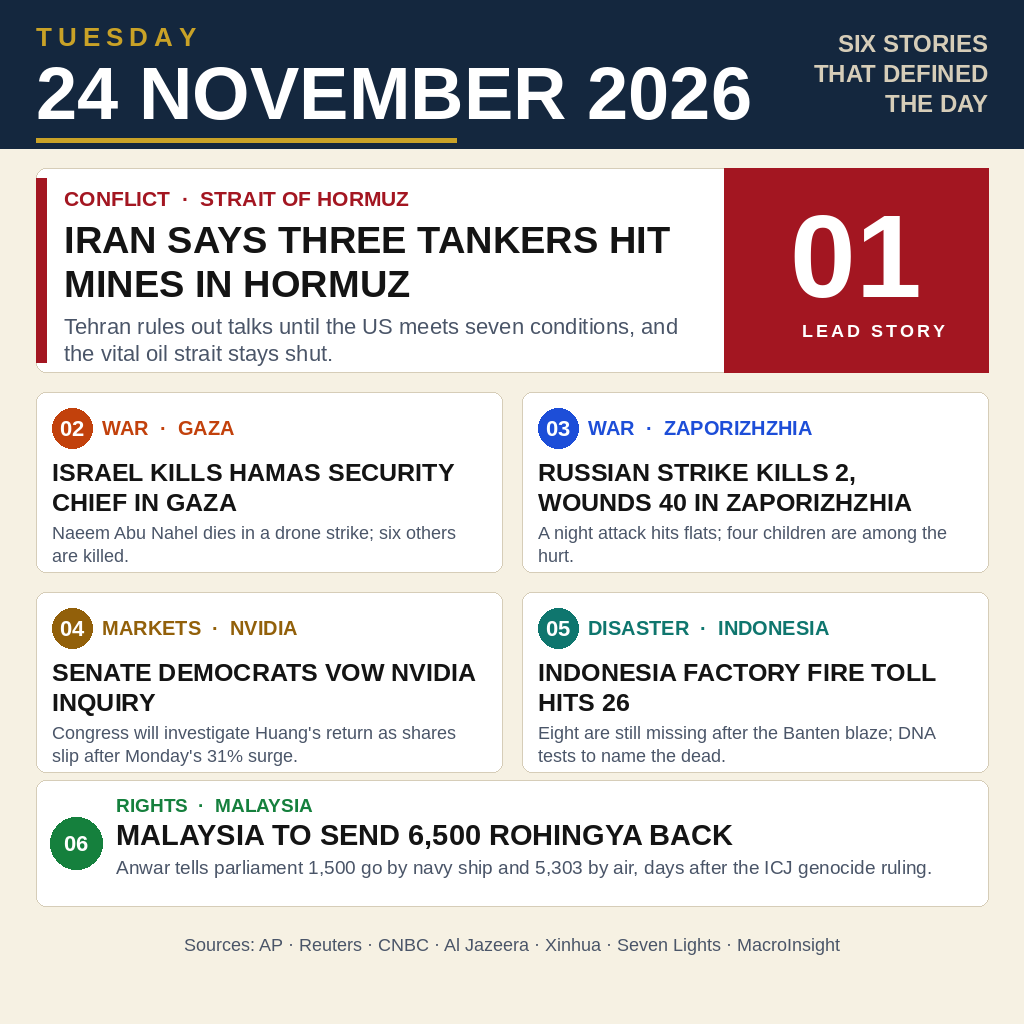 TUESDAY
24 NOVEMBER 2026
SIX STORIES
THAT DEFINED
THE DAY
CONFLICT · STRAIT OF HORMUZ
IRAN SAYS THREE TANKERS HIT
MINES IN HORMUZ
Tehran rules out talks until the US meets seven conditions, and
the vital oil strait stays shut.
01
LEAD STORY
02
WAR · GAZA
ISRAEL KILLS HAMAS SECURITY
CHIEF IN GAZA
Naeem Abu Nahel dies in a drone strike; six others
are killed.
03
WAR · ZAPORIZHZHIA
RUSSIAN STRIKE KILLS 2,
WOUNDS 40 IN ZAPORIZHZHIA
A night attack hits flats; four children are among the
hurt.
04
MARKETS · NVIDIA
SENATE DEMOCRATS VOW NVIDIA
INQUIRY
Congress will investigate Huang's return as shares
slip after Monday's 31% surge.
05
DISASTER · INDONESIA
INDONESIA FACTORY FIRE TOLL
HITS 26
Eight are still missing after the Banten blaze; DNA
tests to name the dead.
06
RIGHTS · MALAYSIA
MALAYSIA TO SEND 6,500 ROHINGYA BACK
Anwar tells parliament 1,500 go by navy ship and 5,303 by air, days after the ICJ genocide ruling.
Sources: AP · Reuters · CNBC · Al Jazeera · Xinhua · Seven Lights · MacroInsight